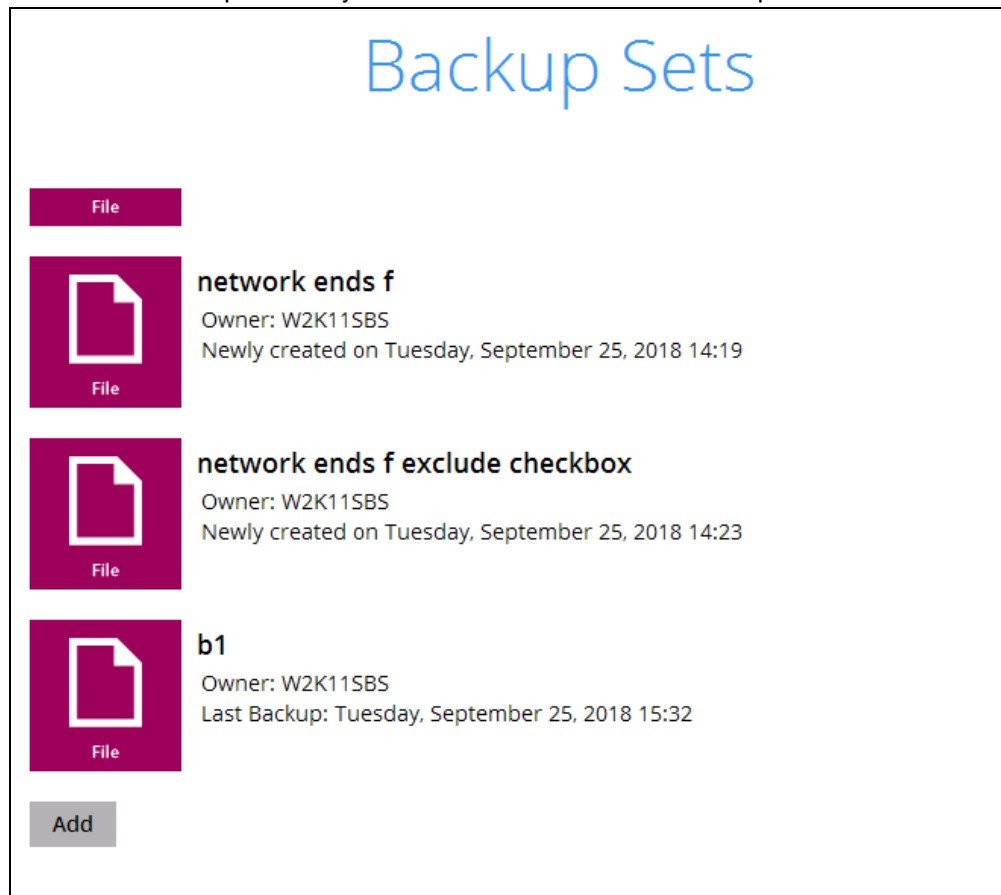 Backup Sets
File
network ends f
Owner: W2K11SBS
Newly created on Tuesday, September 25, 2018 14:19
File
network ends f exclude checkbox
Owner: W2K11SBS
Newly created on Tuesday, September 25, 2018 14:23
File
b1
Owner: W2K11SBS
Last Backup: Tuesday, September 25, 2018 15:32
File
Add